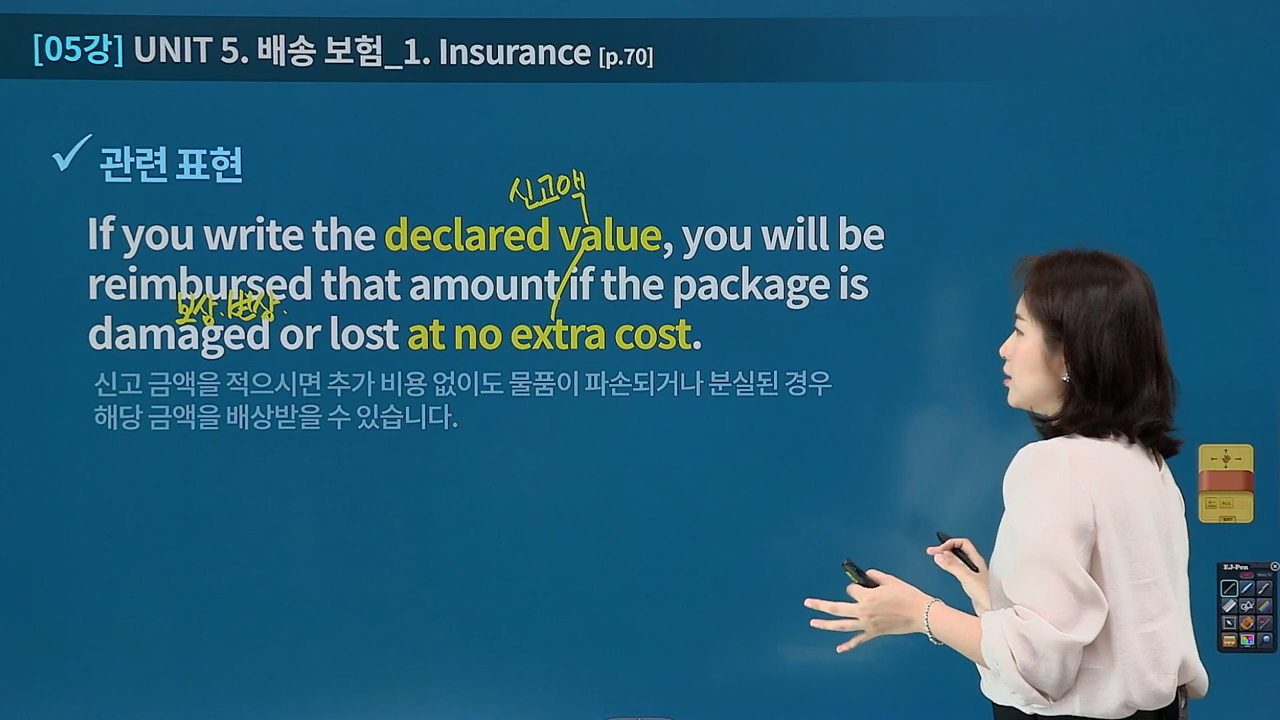 [05강] UNIT 5. 배송 보험_1. Insurance [p.70]
관련 표현
신고액
If you write the declared value, you will be
reimbursed that amount if the package is
보상.변상.
damaged or lost at no extra cost.
신고 금액을 적으시면 추가 비용 없이도 물품이 파손되거나 분실된 경우
해당 금액을 배상받을 수 있습니다.
ALL
EXIT
EJ-Pen